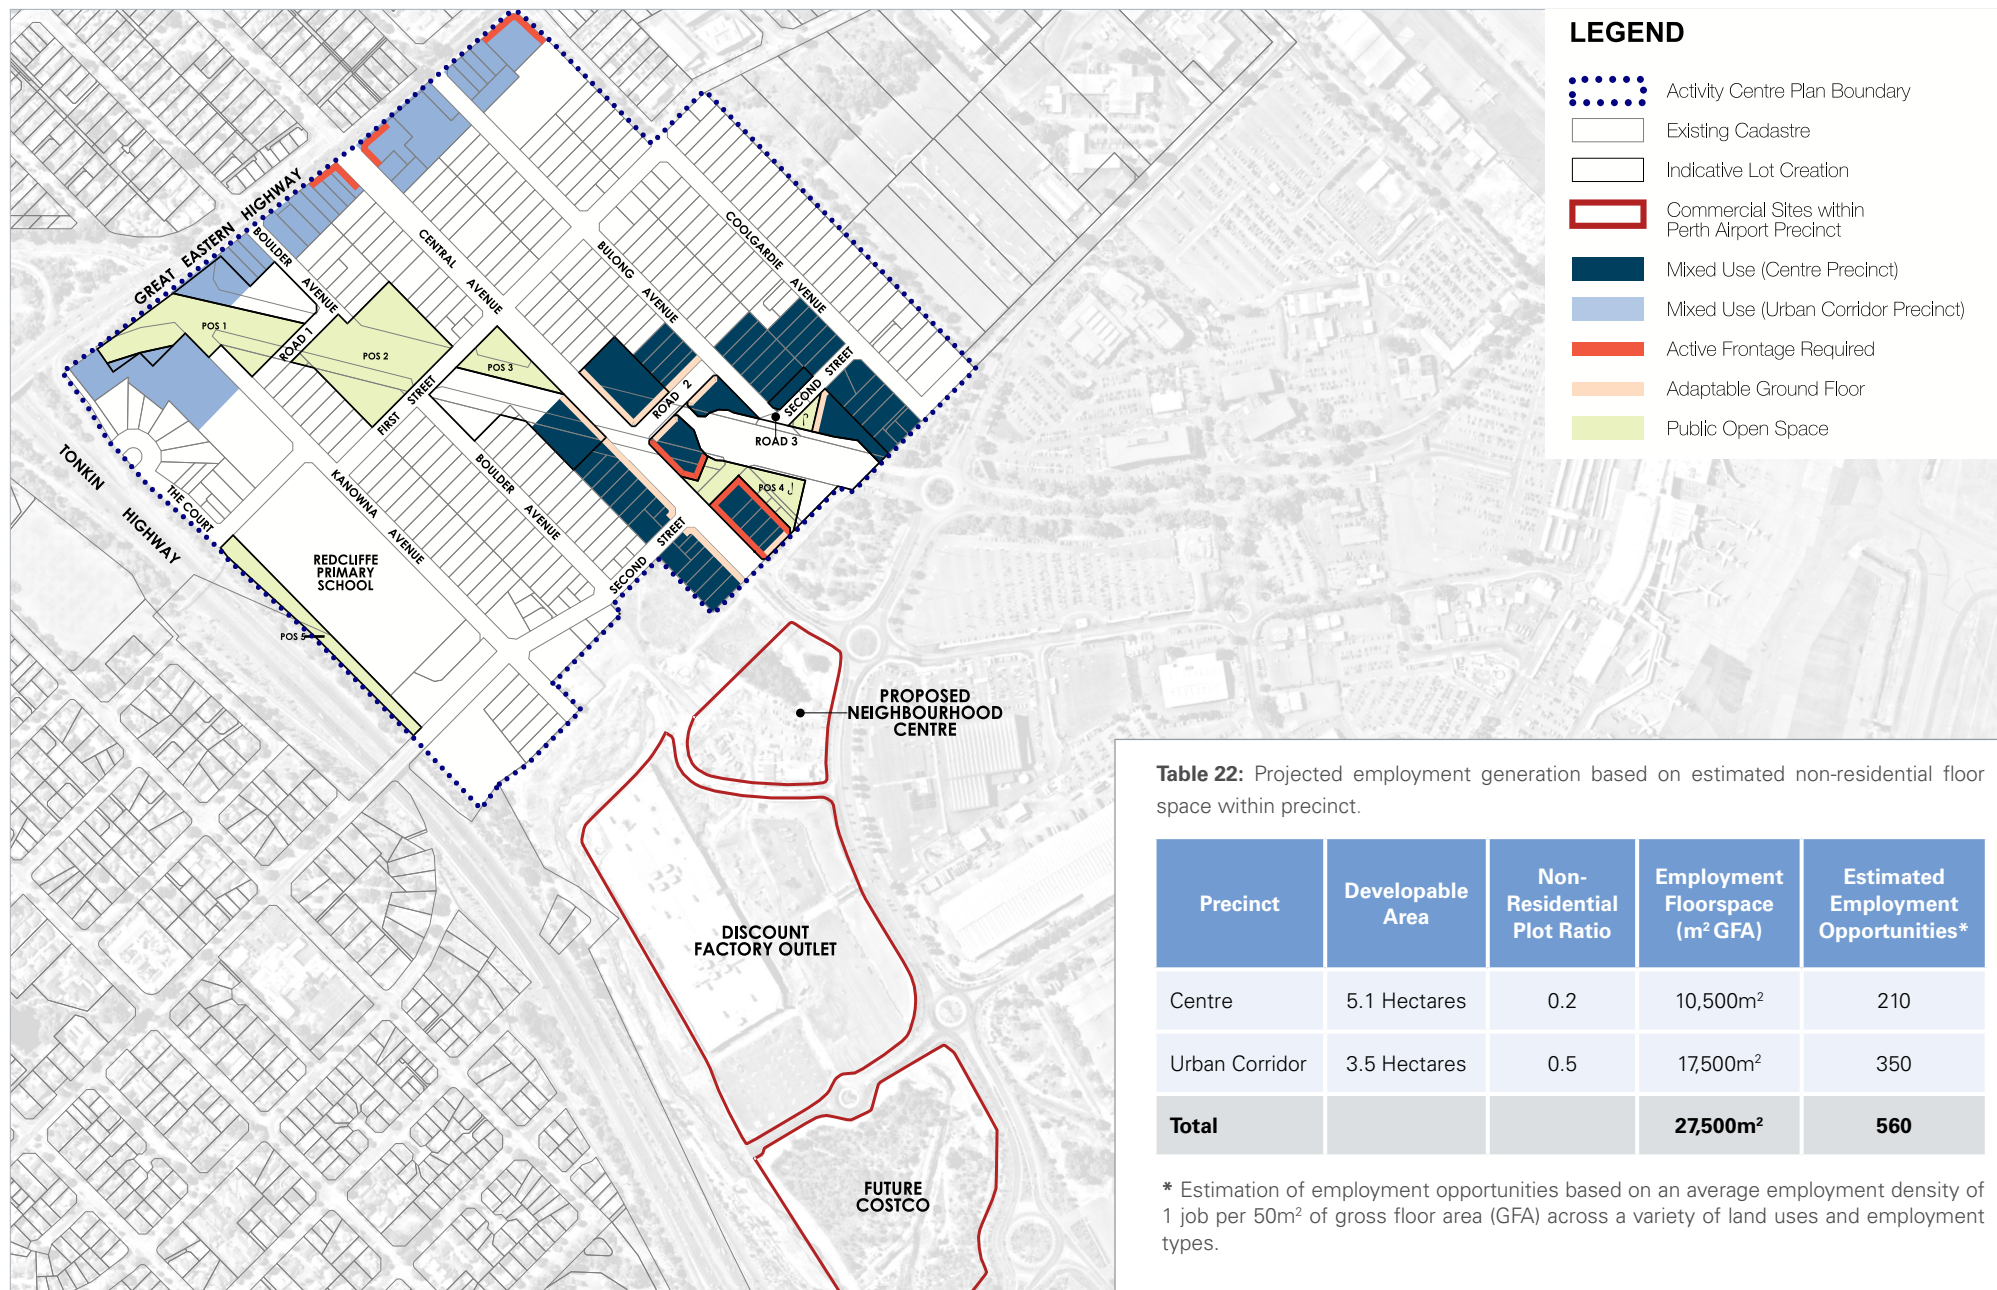 LEGEND
Activity Centre Plan Boundary
Existing Cadastre
Indicative Lot Creation
Commercial Sites within
Perth Airport Precinct
Mixed Use (Centre Precinct)
Mixed Use (Urban Corridor Precinct)
Active Frontage Required
Adaptable Ground Floor
Public Open Space
GREAT EASTERN HIGHWAY
BOULDER AVENUE
CENTRAL AVENUE
BULONG AVENUE
COOLGARDIE AVENUE
POS 1
ROAD 1
POS 2
POS 3
FIRST STREET
ROAD 2
SECOND STREET
ROAD 3
POS 4
TONKIN HIGHWAY
THE COURT
KANOWNA AVENUE
BOULDER AVENUE
SECOND STREET
REDCLIFFE
PRIMARY
SCHOOL
POS 5
PROPOSED
NEIGHBOURHOOD
CENTRE
DISCOUNT
FACTORY OUTLET
FUTURE
COSTCO
Table 22: Projected employment generation based on estimated non-residential floor
space within precinct.
Precinct
Developable
Area
Non-
Residential
Plot Ratio
Employment
Floorspace
(m² GFA)
Estimated
Employment
Opportunities*
Centre 5.1 Hectares 0.2 10,500m² 210
Urban Corridor 3.5 Hectares 0.5 17,500m² 350
Total 27,500m² 560
* Estimation of employment opportunities based on an average employment density of
1 job per 50m² of gross floor area (GFA) across a variety of land uses and employment
types.